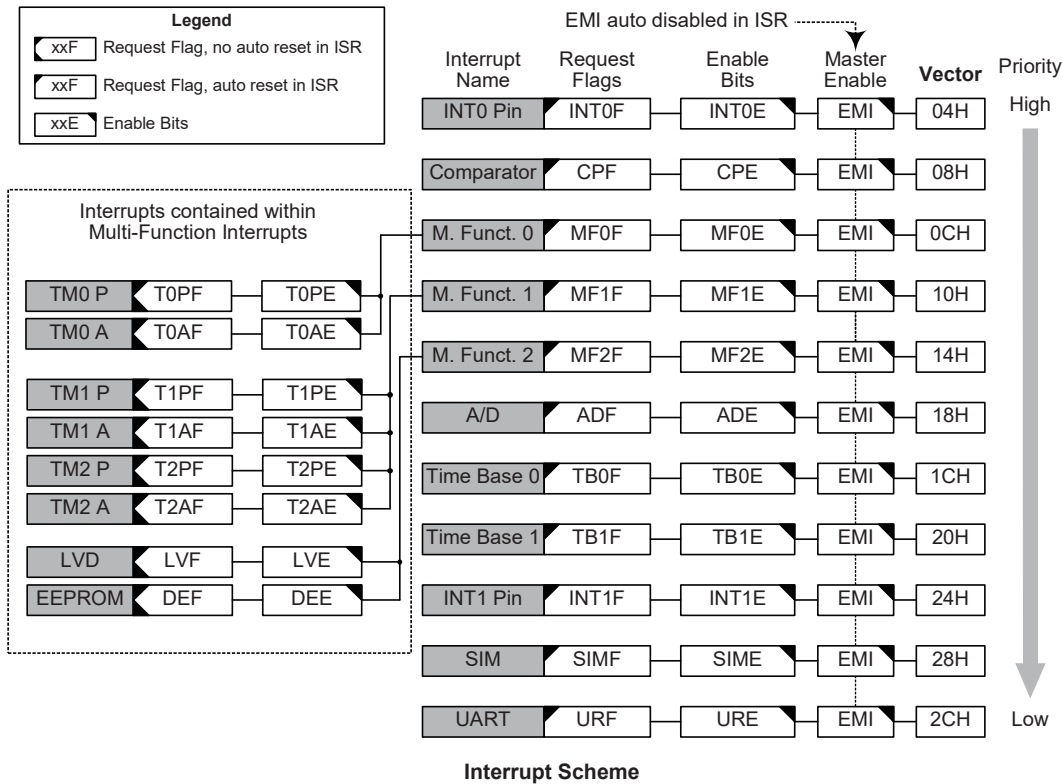 Legend
xxF Request Flag, no auto reset in ISR
xxF Request Flag, auto reset in ISR
xxE Enable Bits
EMI auto disabled in ISR
Interrupt Name Request Flags Enable Bits Master Enable Vector Priority
INT0 Pin INT0F INT0E EMI 04H High
Comparator CPF CPE EMI 08H
Interrupts contained within
Multi-Function Interrupts
M. Funct. 0 MF0F MF0E EMI 0CH
TM0 P T0PF T0PE M. Funct. 1 MF1F MF1E EMI 10H
TM0 A T0AF T0AE
M. Funct. 2 MF2F MF2E EMI 14H
TM1 P T1PF T1PE
A/D ADF ADE EMI 18H
TM1 A T1AF T1AE
TM2 P T2PF T2PE Time Base 0 TB0F TB0E EMI 1CH
TM2 A T2AF T2AE
Time Base 1 TB1F TB1E EMI 20H
LVD LVF LVE
EEPROM DEF DEE INT1 Pin INT1F INT1E EMI 24H
SIM SIMF SIME EMI 28H
UART URF URE EMI 2CH Low
Interrupt Scheme